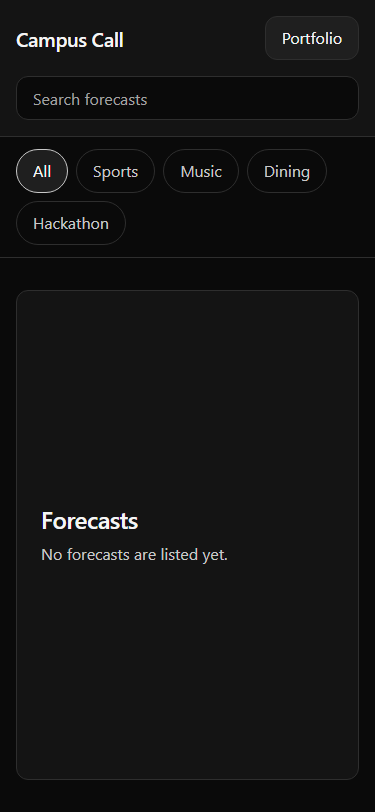 Campus Call
Portfolio
Search forecasts
All
Sports
Music
Dining
Hackathon
Forecasts
No forecasts are listed yet.